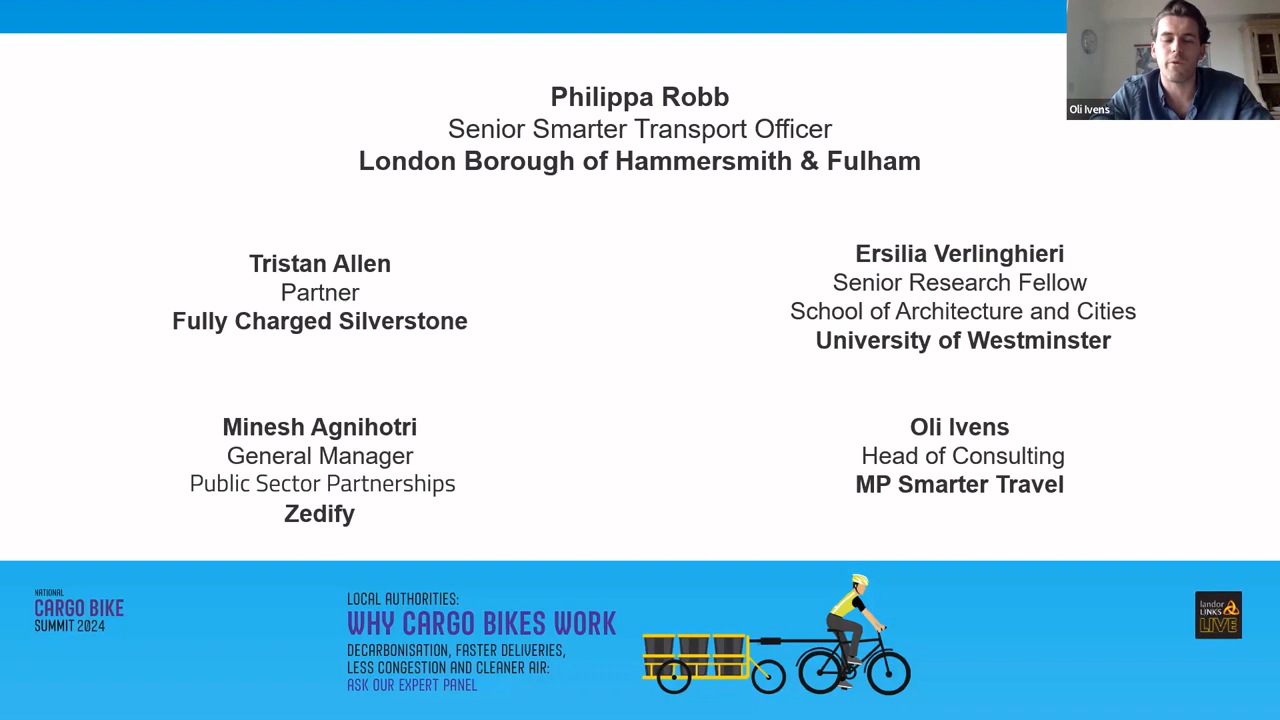 Oli Ivens
Philippa Robb
Senior Smarter Transport Officer
London Borough of Hammersmith & Fulham
Tristan Allen
Partner
Fully Charged Silverstone
Ersilia Verlinghieri
Senior Research Fellow
School of Architecture and Cities
University of Westminster
Minesh Agnihotri
General Manager
Public Sector Partnerships
Zedify
Oli Ivens
Head of Consulting
MP Smarter Travel
NATIONAL
CARGO BIKE
SUMMIT 2024
LOCAL AUTHORITIES:
WHY CARGO BIKES WORK
DECARBONISATION, FASTER DELIVERIES,
LESS CONGESTION AND CLEANER AIR:
ASK OUR EXPERT PANEL
landor
LINKS
LIVE